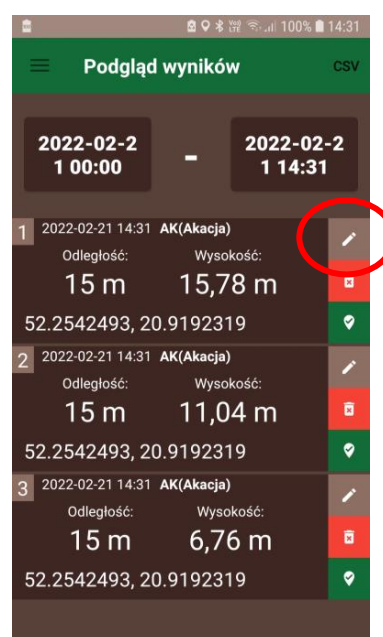 100% 14:31
Podgląd wyników CSV
2022-02-2
1 00:00
-
2022-02-2
1 14:31
1 2022-02-21 14:31 AK(Akacja)
Odległość: Wysokość:
15 m 15,78 m
52.2542493, 20.9192319
2 2022-02-21 14:31 AK(Akacja)
Odległość: Wysokość:
15 m 11,04 m
52.2542493, 20.9192319
3 2022-02-21 14:31 AK(Akacja)
Odległość: Wysokość:
15 m 6,76 m
52.2542493, 20.9192319